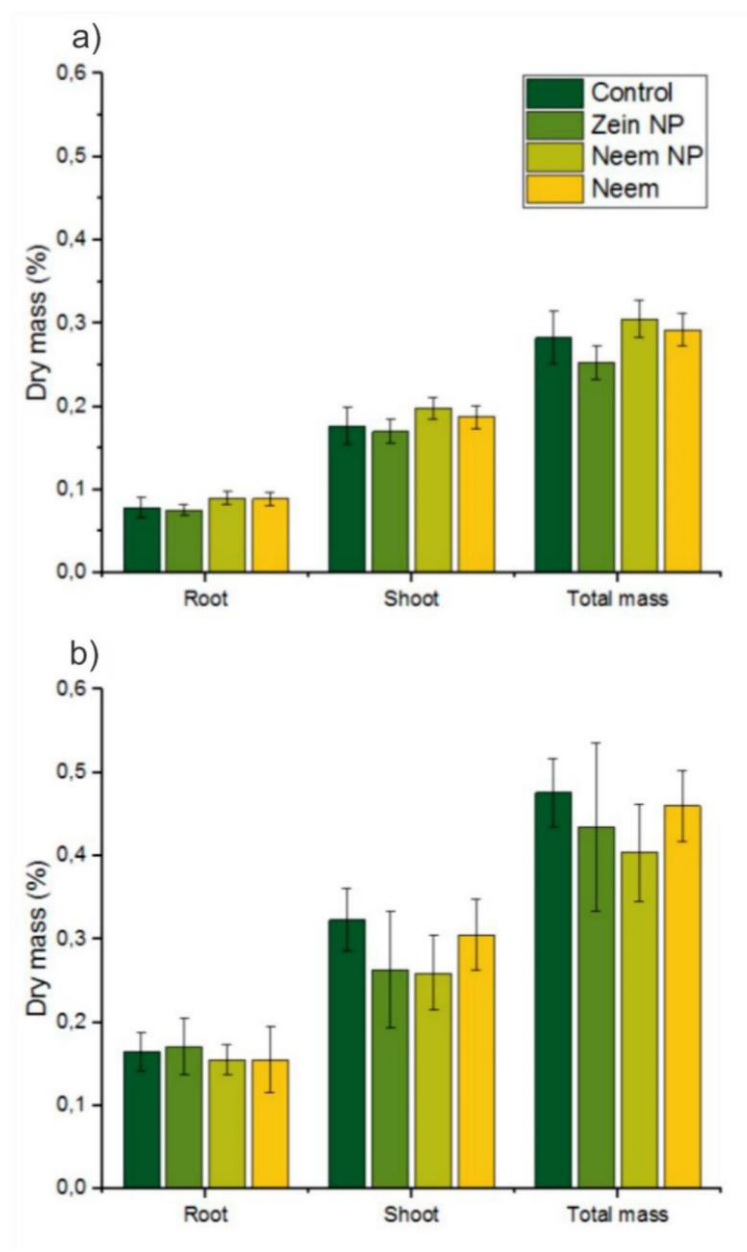 a)
0,6
0,5
0,4
0,3
0,2
0,1
0,0
Dry mass (%)
Control
Zein NP
Neem NP
Neem
Root Shoot Total mass
b)
0,6
0,5
0,4
0,3
0,2
0,1
0,0
Dry mass (%)
Root Shoot Total mass